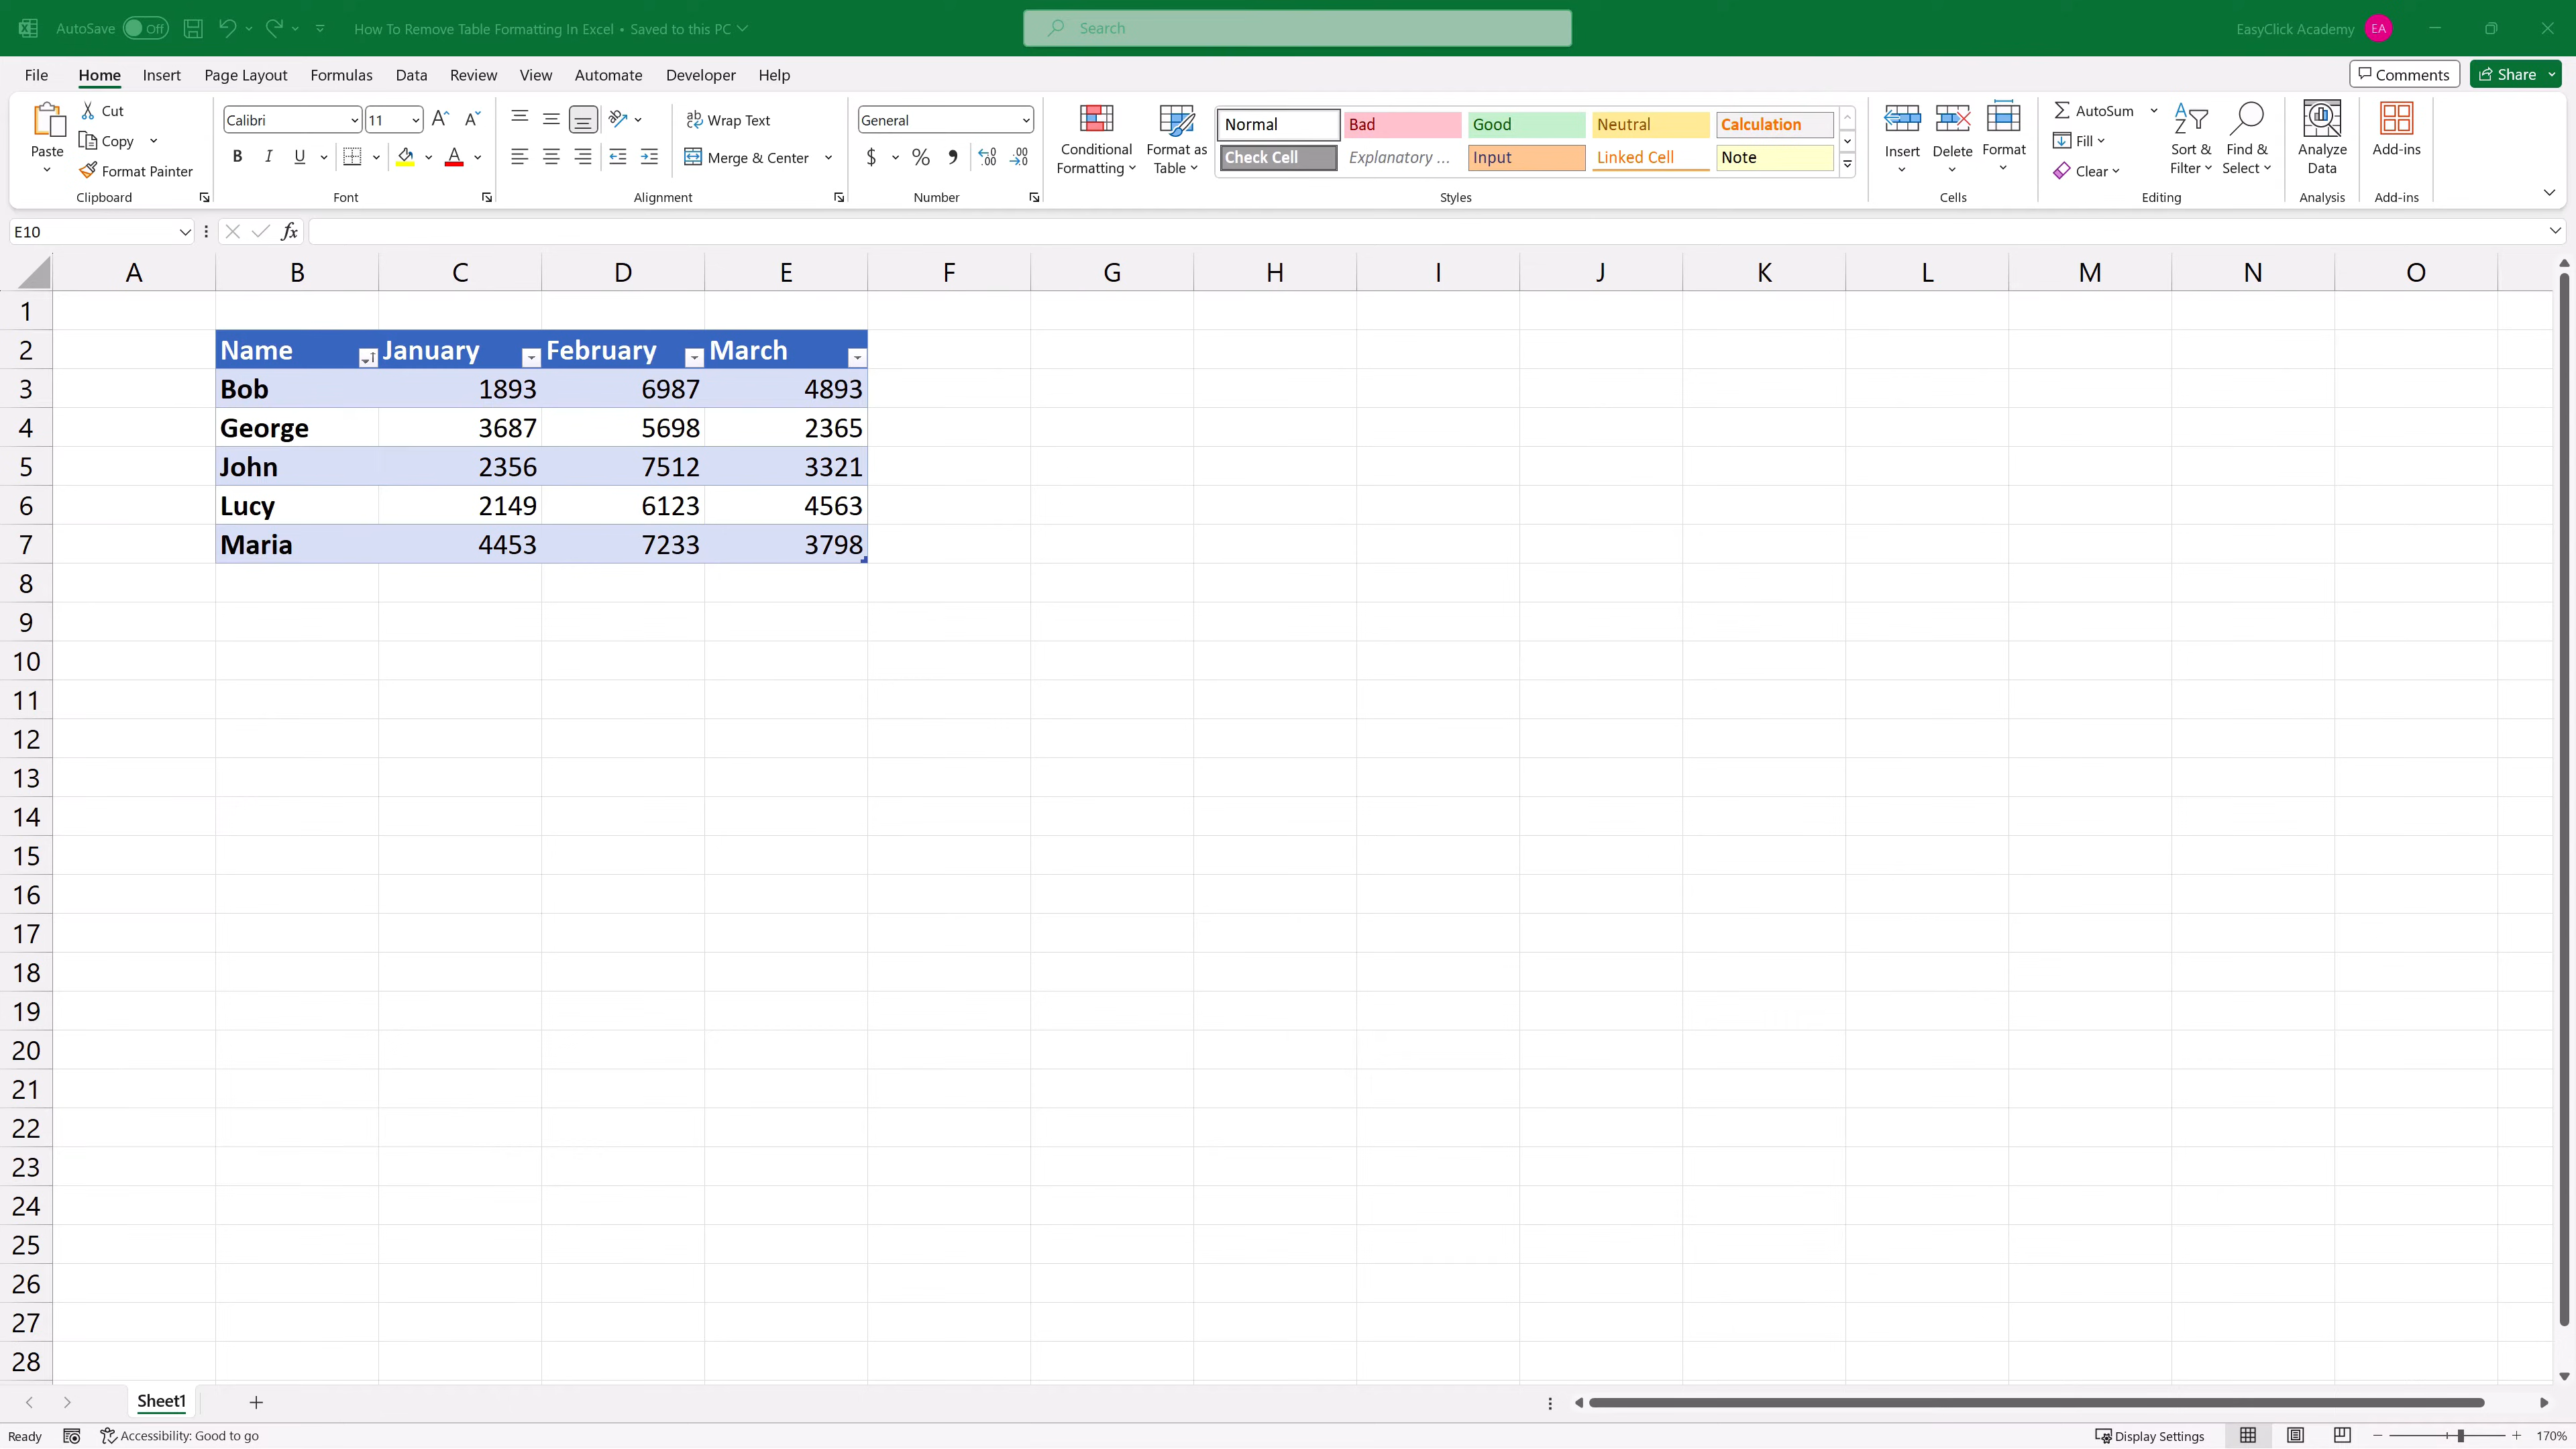 AutoSave Off How To Remove Table Formatting In Excel • Saved to this PC Search EasyClick Academy EA
File Home Insert Page Layout Formulas Data Review View Automate Developer Help Comments Share
Paste Cut Copy Format Painter Clipboard
Calibri 11 B I U A Font
ab Wrap Text Merge & Center Alignment
General $ % Number
Conditional Formatting Format as Table
Normal Bad Good Neutral Calculation
Check Cell Explanatory ... Input Linked Cell Note
Styles
Insert Delete Format Cells
AutoSum Fill Clear Sort & Filter Find & Select Editing
Analyze Data Analysis
Add-ins Add-ins
E10 fx
A B C D E F G H I J K L M N O
1
2 Name January February March
3 Bob 1893 6987 4893
4 George 3687 5698 2365
5 John 2356 7512 3321
6 Lucy 2149 6123 4563
7 Maria 4453 7233 3798
8
9
10
11
12
13
14
15
16
17
18
19
20
21
22
23
24
25
26
27
28
Sheet1
Ready Accessibility: Good to go Display Settings 170%